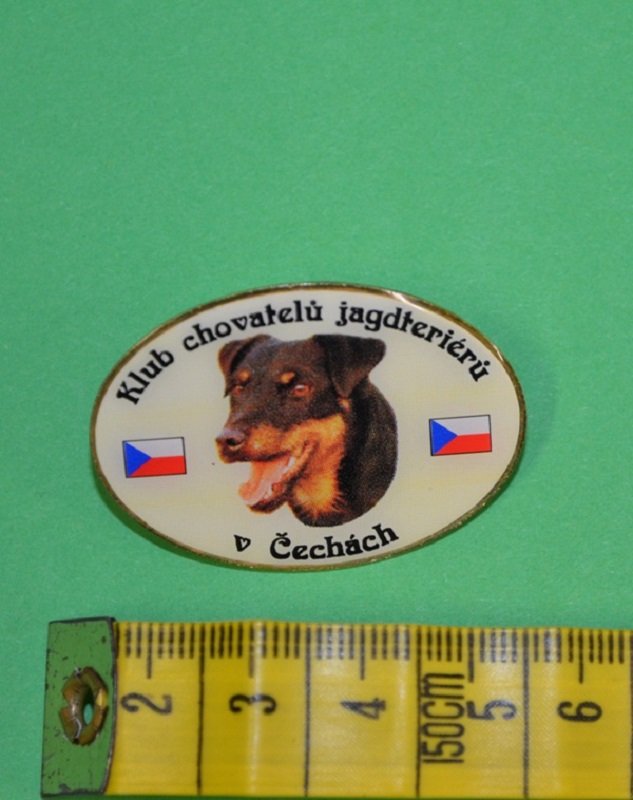 Klub chovatelů jagdteriérů
v Čechách
2 3 4 150cm 5 6